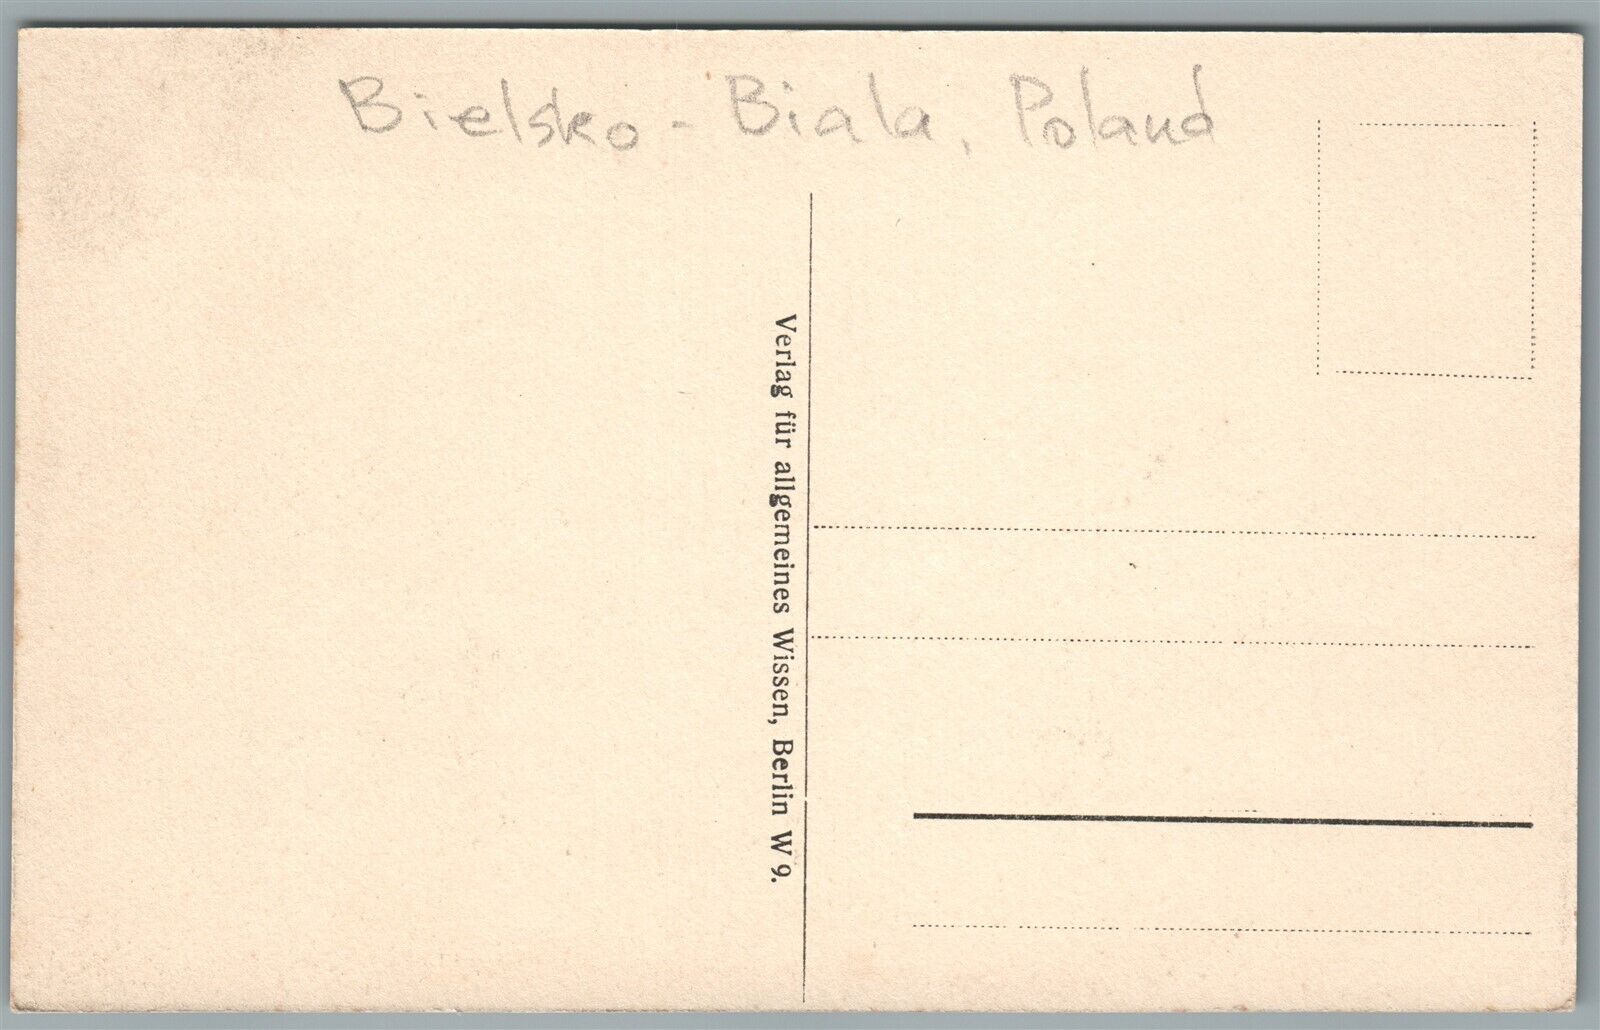 Bielsko - Biala, Poland
Verlag für allgemeines Wissen, Berlin W 9.